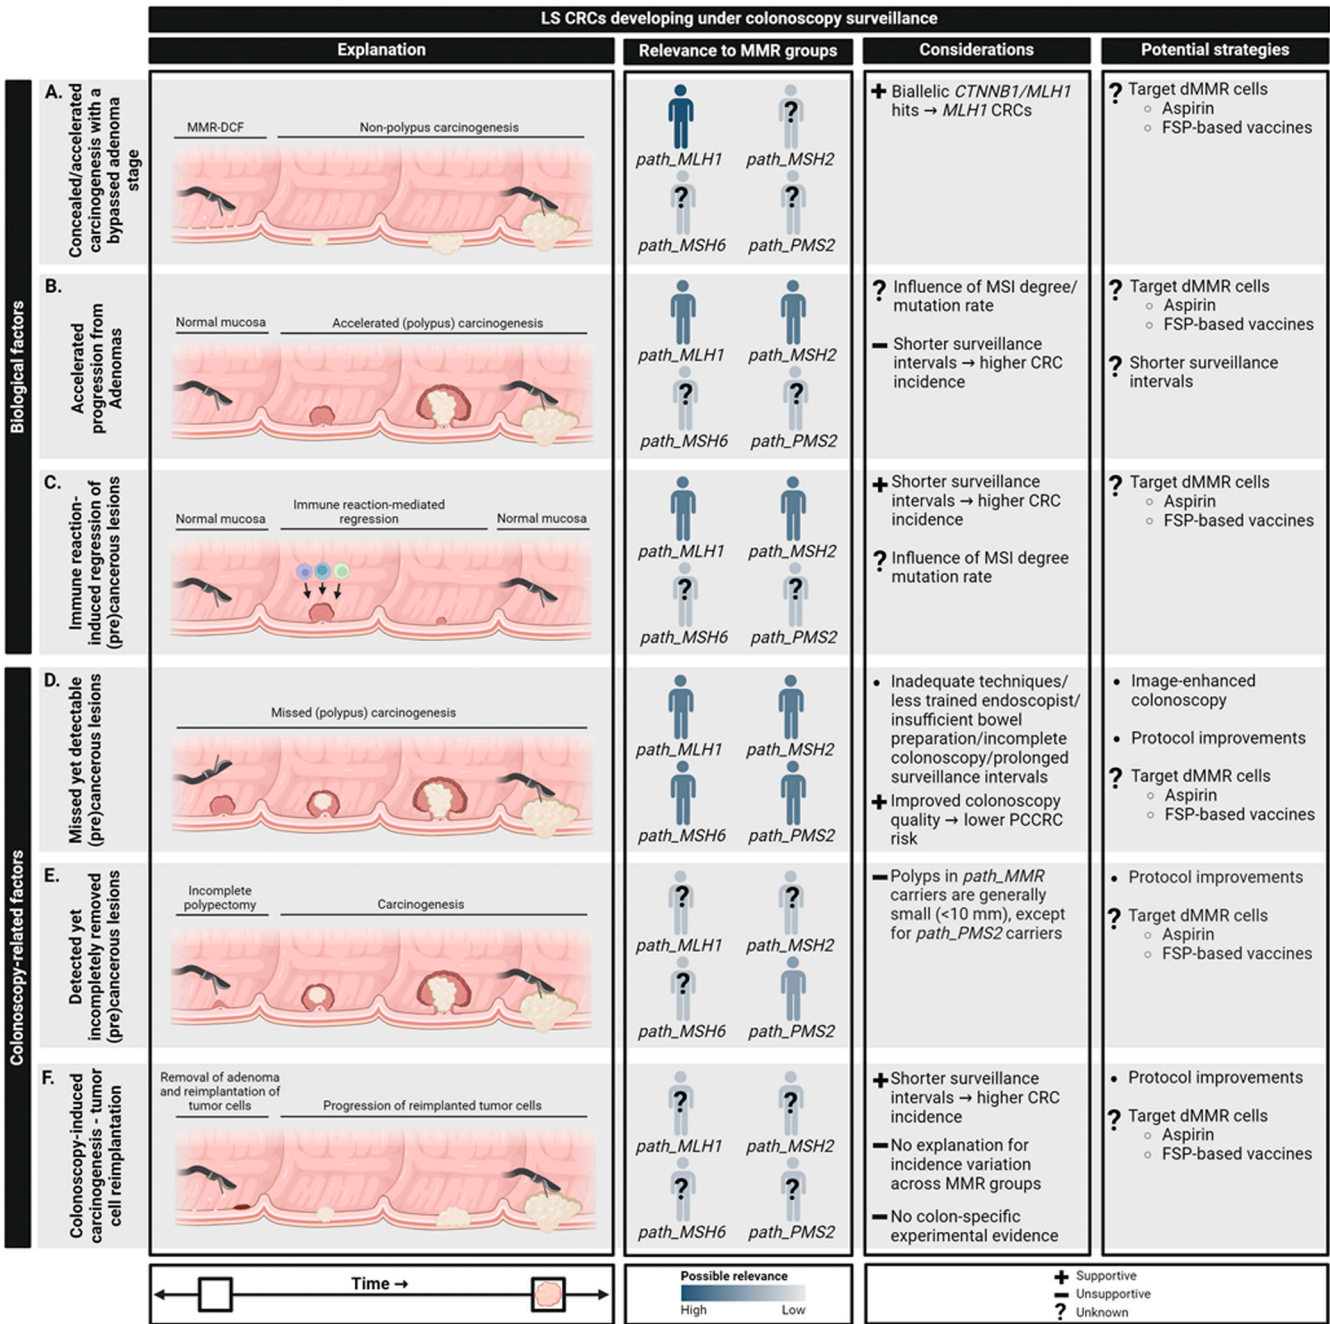 LS CRCs developing under colonoscopy surveillance
Explanation
Relevance to MMR groups
Considerations
Potential strategies
Biological factors
A.
Concealed/accelerated
carcinogenesis with a
bypassed adenoma
stage
MMR-DCF
Non-polypus carcinogenesis
?
path_MLH1
path_MSH2
?
?
path_MSH6
path_PMS2
+ Biallelic CTNNB1/MLH1
hits → MLH1 CRCs
? Target dMMR cells
○ Aspirin
○ FSP-based vaccines
B.
Accelerated
progression from
Adenomas
Normal mucosa
Accelerated (polypus) carcinogenesis
path_MLH1
path_MSH2
?
?
path_MSH6
path_PMS2
? Influence of MSI degree/
mutation rate
− Shorter surveillance
intervals → higher CRC
incidence
? Target dMMR cells
○ Aspirin
○ FSP-based vaccines
? Shorter surveillance
intervals
C.
Immune reaction-
induced regression of
(pre)cancerous lesions
Normal mucosa
Immune reaction-mediated
regression
Normal mucosa
path_MLH1
path_MSH2
?
?
path_MSH6
path_PMS2
+ Shorter surveillance
intervals → higher CRC
incidence
? Influence of MSI degree
mutation rate
? Target dMMR cells
○ Aspirin
○ FSP-based vaccines
Colonoscopy-related factors
D.
Missed yet detectable
(pre)cancerous lesions
Missed (polypus) carcinogenesis
path_MLH1
path_MSH2
path_MSH6
path_PMS2
• Inadequate techniques/
less trained endoscopist/
insufficient bowel
preparation/incomplete
colonoscopy/prolonged
surveillance intervals
+ Improved colonoscopy
quality → lower PCCRC
risk
• Image-enhanced
colonoscopy
• Protocol improvements
? Target dMMR cells
○ Aspirin
○ FSP-based vaccines
E.
Detected yet
incompletely removed
(pre)cancerous lesions
Incomplete
polypectomy
Carcinogenesis
?
?
path_MLH1
path_MSH2
?
path_MSH6
path_PMS2
− Polyps in path_MMR
carriers are generally
small (<10 mm), except
for path_PMS2 carriers
• Protocol improvements
? Target dMMR cells
○ Aspirin
○ FSP-based vaccines
F.
Colonoscopy-induced
carcinogenesis - tumor
cell reimplantation
Removal of adenoma
and reimplantation of
tumor cells
Progression of reimplanted tumor cells
?
?
path_MLH1
path_MSH2
?
?
path_MSH6
path_PMS2
+ Shorter surveillance
intervals → higher CRC
incidence
− No explanation for
incidence variation
across MMR groups
− No colon-specific
experimental evidence
• Protocol improvements
? Target dMMR cells
○ Aspirin
○ FSP-based vaccines
Time →
Possible relevance
High
Low
+ Supportive
− Unsupportive
? Unknown